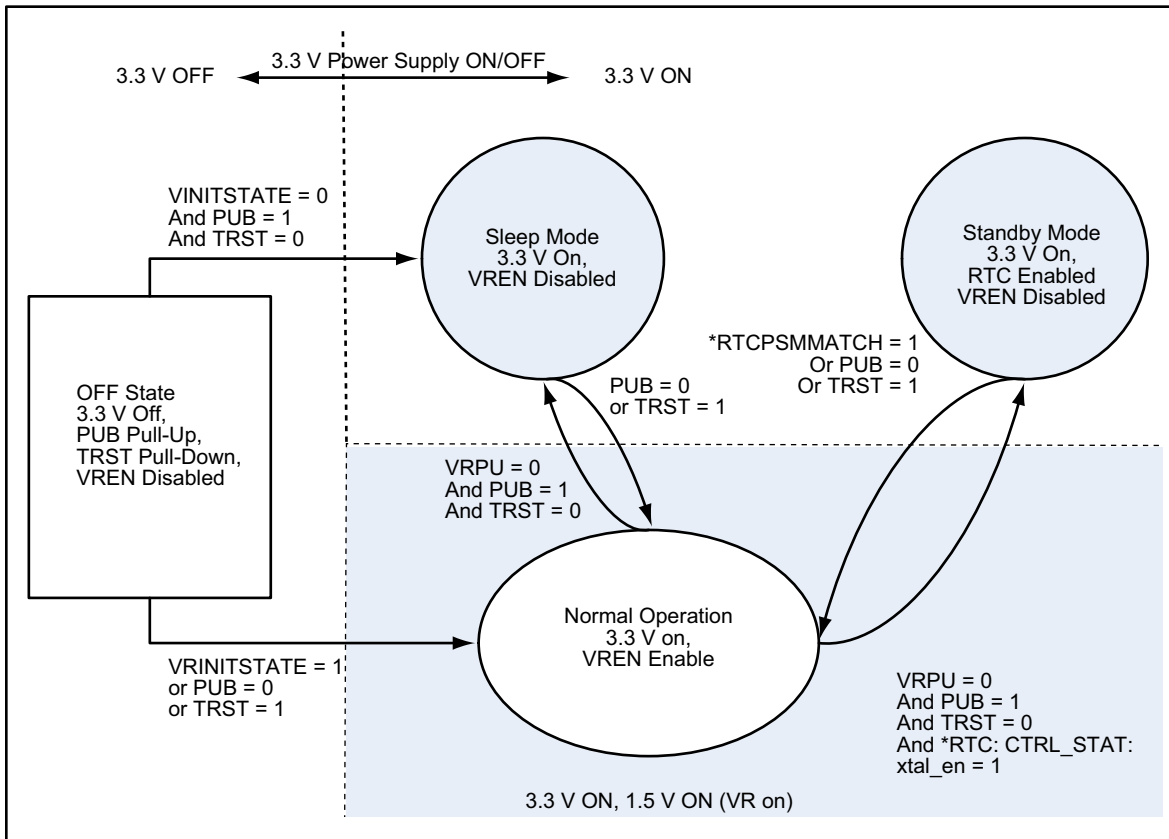 3.3 V Power Supply ON/OFF
3.3 V OFF
3.3 V ON
VINITSTATE = 0
And PUB = 1
And TRST = 0
Sleep Mode
3.3 V On,
VREN Disabled
Standby Mode
3.3 V On,
RTC Enabled
VREN Disabled
*RTCPSMMATCH = 1
Or PUB = 0
Or TRST = 1
PUB = 0
or TRST = 1
OFF State
3.3 V Off,
PUB Pull-Up,
TRST Pull-Down,
VREN Disabled
VRPU = 0
And PUB = 1
And TRST = 0
Normal Operation
3.3 V on,
VREN Enable
VRINITSTATE = 1
or PUB = 0
or TRST = 1
VRPU = 0
And PUB = 1
And TRST = 0
And *RTC: CTRL_STAT:
xtal_en = 1
3.3 V ON, 1.5 V ON (VR on)